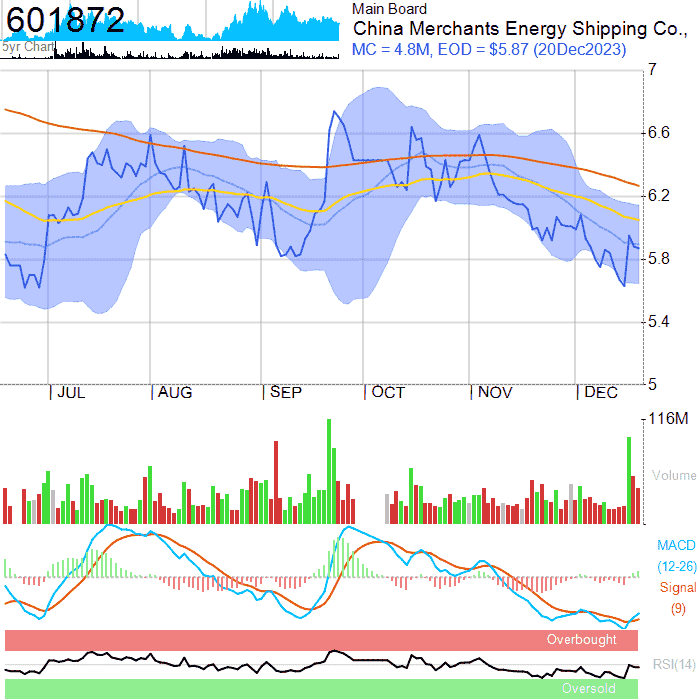 601872
5yr Chart
Main Board
China Merchants Energy Shipping Co.,
MC = 4.8M, EOD = $5.87 (20Dec2023)
7
6.6
6.2
5.8
5.4
5
JUL
AUG
SEP
OCT
NOV
DEC
116M
Volume
MACD
(12-26)
Signal
(9)
Overbought
RSI(14)
Oversold